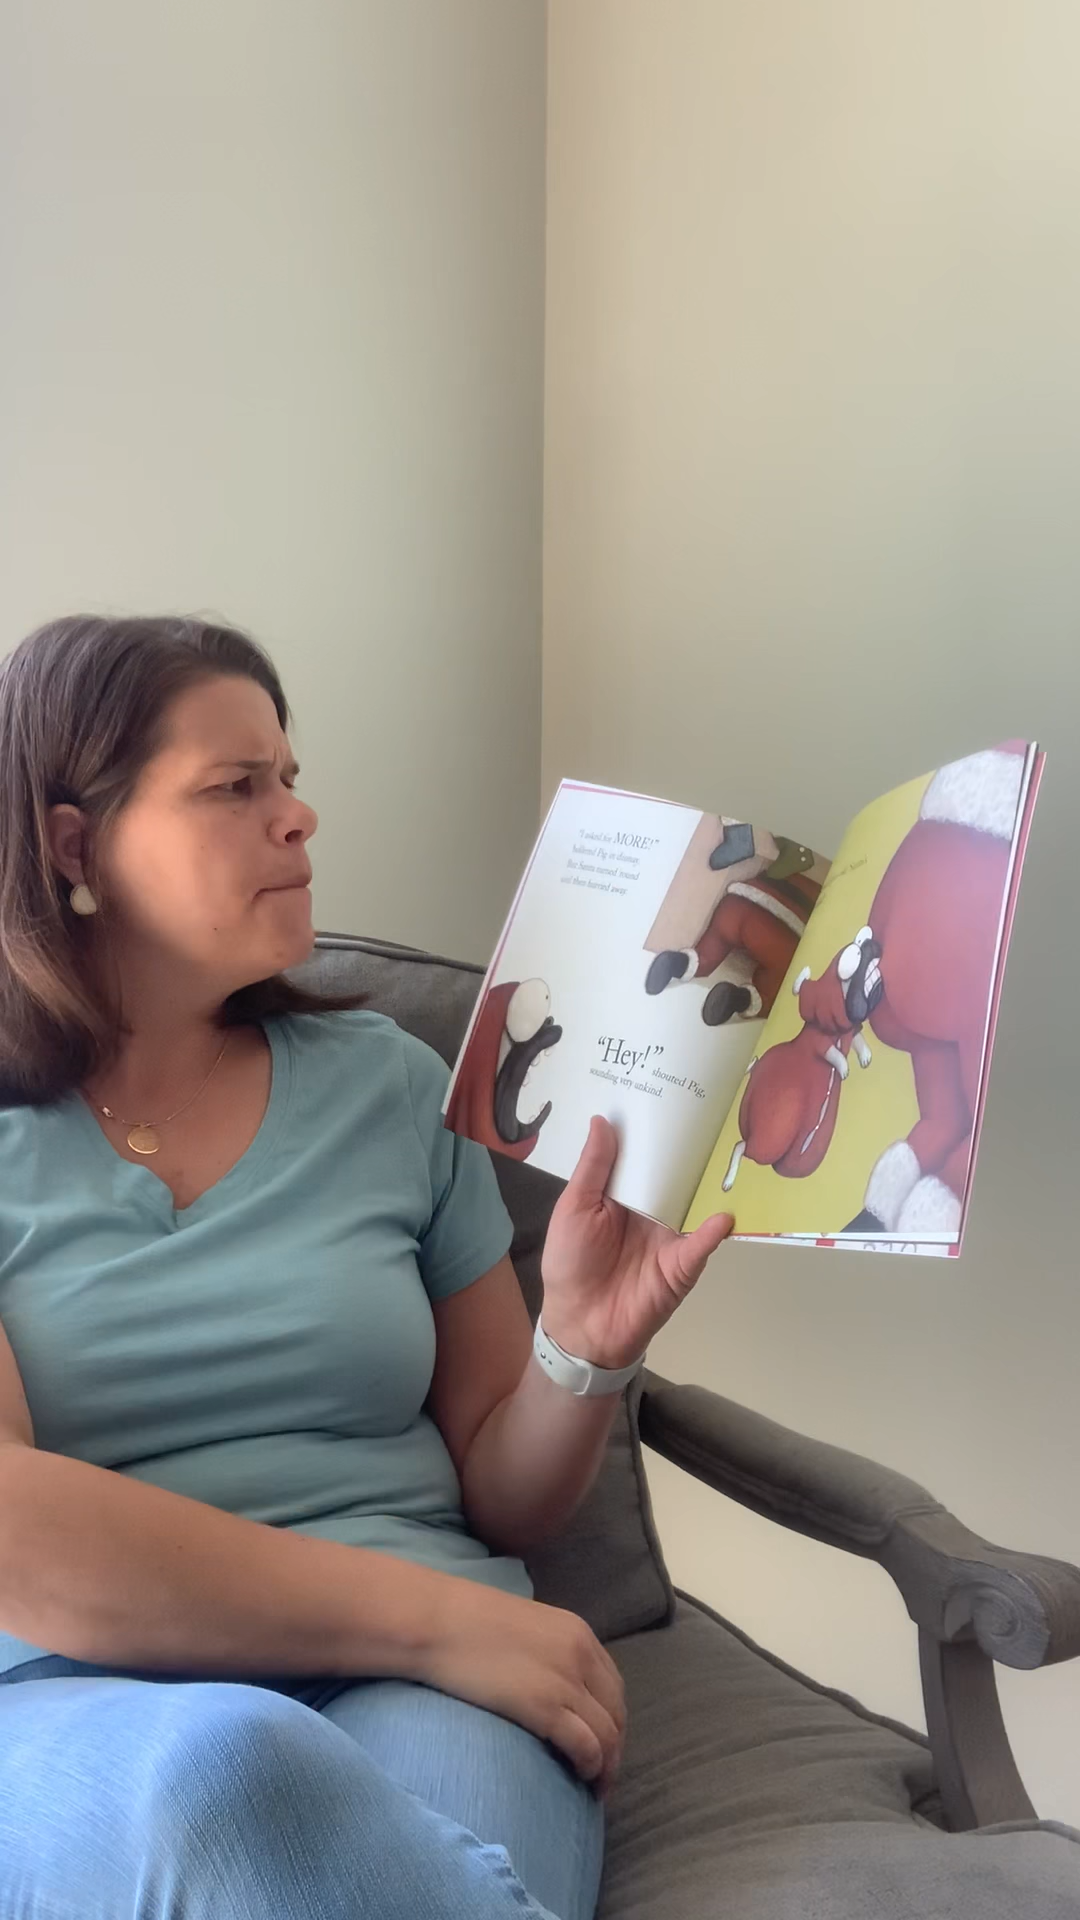 "I asked for MORE!"
bellowed Pig in dismay.
But Santa turned 'round
and then hurried away.
"Hey!" shouted Pig,
sounding very unkind.